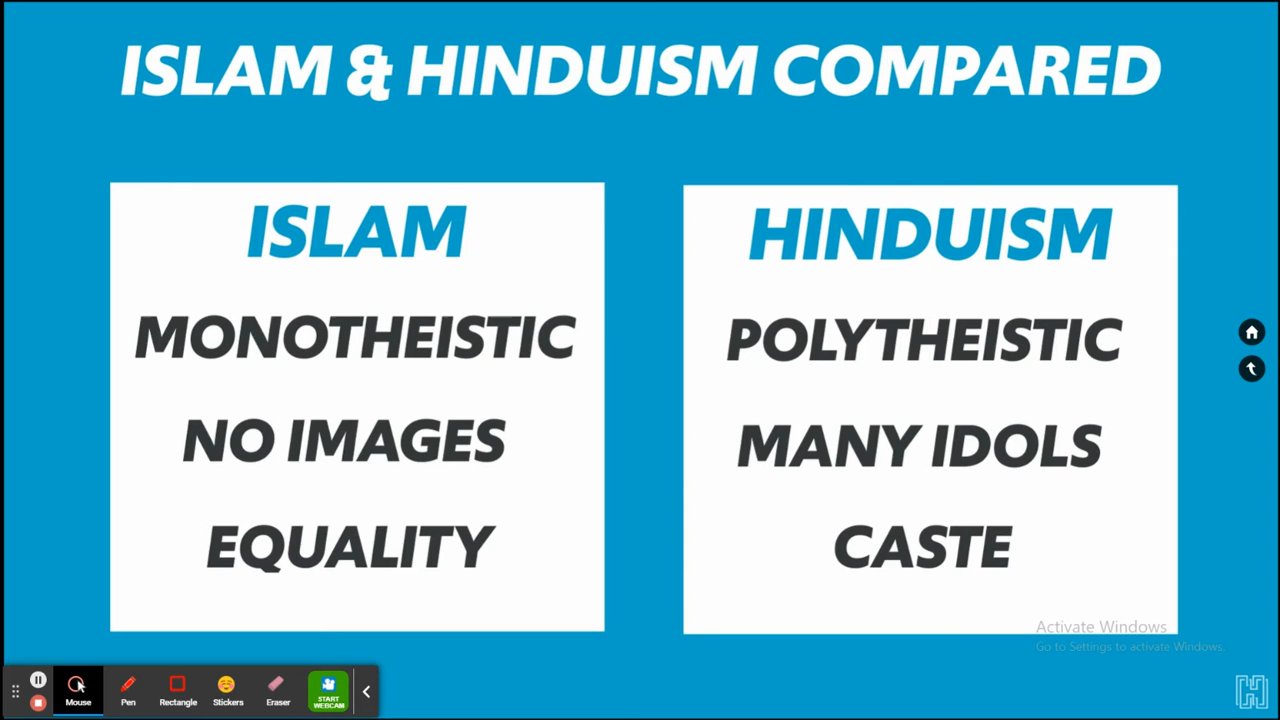 ISLAM & HINDUISM COMPARED
ISLAM
MONOTHEISTIC
NO IMAGES
EQUALITY
HINDUISM
POLYTHEISTIC
MANY IDOLS
CASTE
Activate Windows
Go to Settings to activate Windows.
Mouse
Pen
Rectangle
Stickers
Eraser
START
WEBCAM